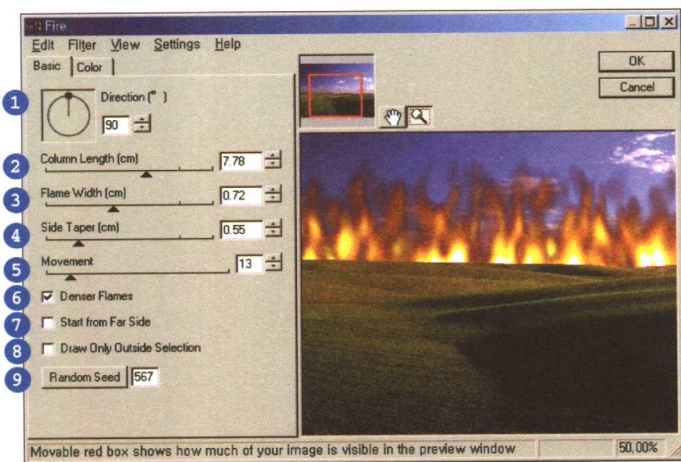 Fire
Edit Filter View Settings Help
Basic Color
OK
Cancel
1 Direction (° )
90
2 Column Length (cm) 7.78
3 Flame Width (cm) 0.72
4 Side Taper (cm) 0.55
5 Movement 13
6 Denser Flames
7 Start from Far Side
8 Draw Only Outside Selection
9 Random Seed 567
Movable red box shows how much of your image is visible in the preview window 50,00%